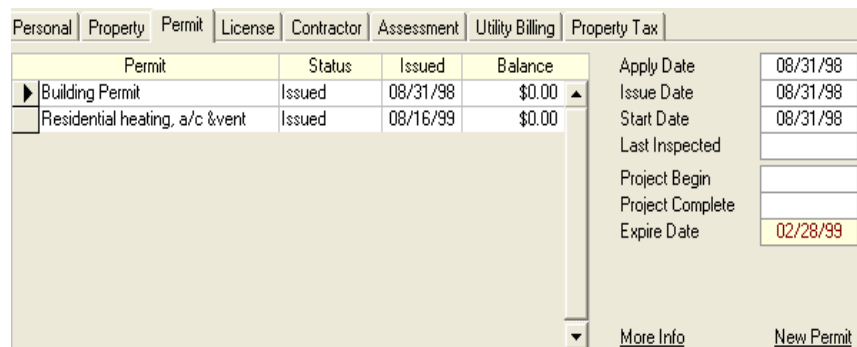 Personal Property Permit License Contractor Assessment Utility Billing Property Tax
Permit Status Issued Balance
Building Permit Issued 08/31/98 $0.00
Residential heating, a/c &vent Issued 08/16/99 $0.00
Apply Date 08/31/98
Issue Date 08/31/98
Start Date 08/31/98
Last Inspected
Project Begin
Project Complete
Expire Date 02/28/99
More Info New Permit